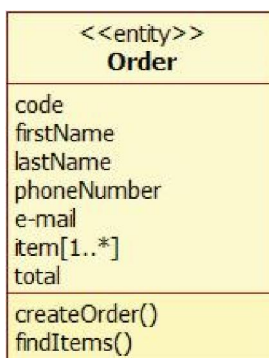 <<entity>>
Order
code
firstName
lastName
phoneNumber
e-mail
item[1..*]
total
createOrder()
findItems()